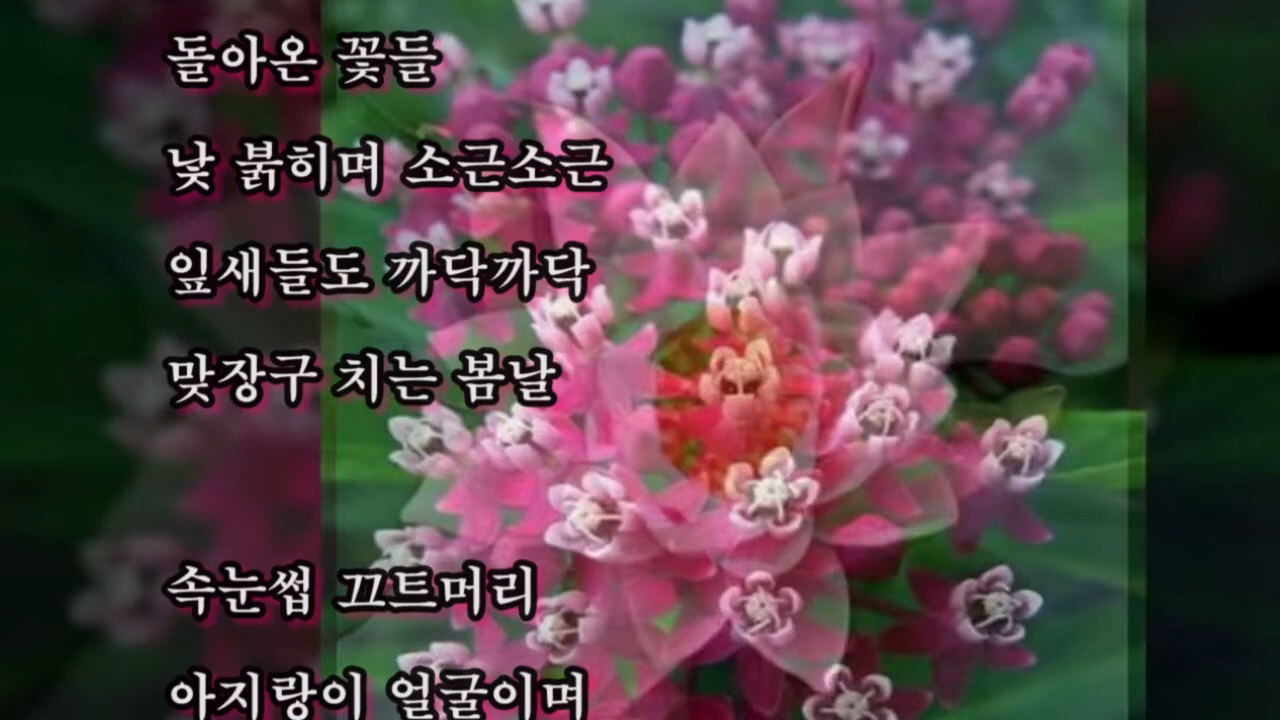 돌아온 꽃들
낯 붉히며 소근소근
잎새들도 까닥까닥
맞장구 치는 봄날
속눈썹 끄트머리
아지랑이 얼굴이며